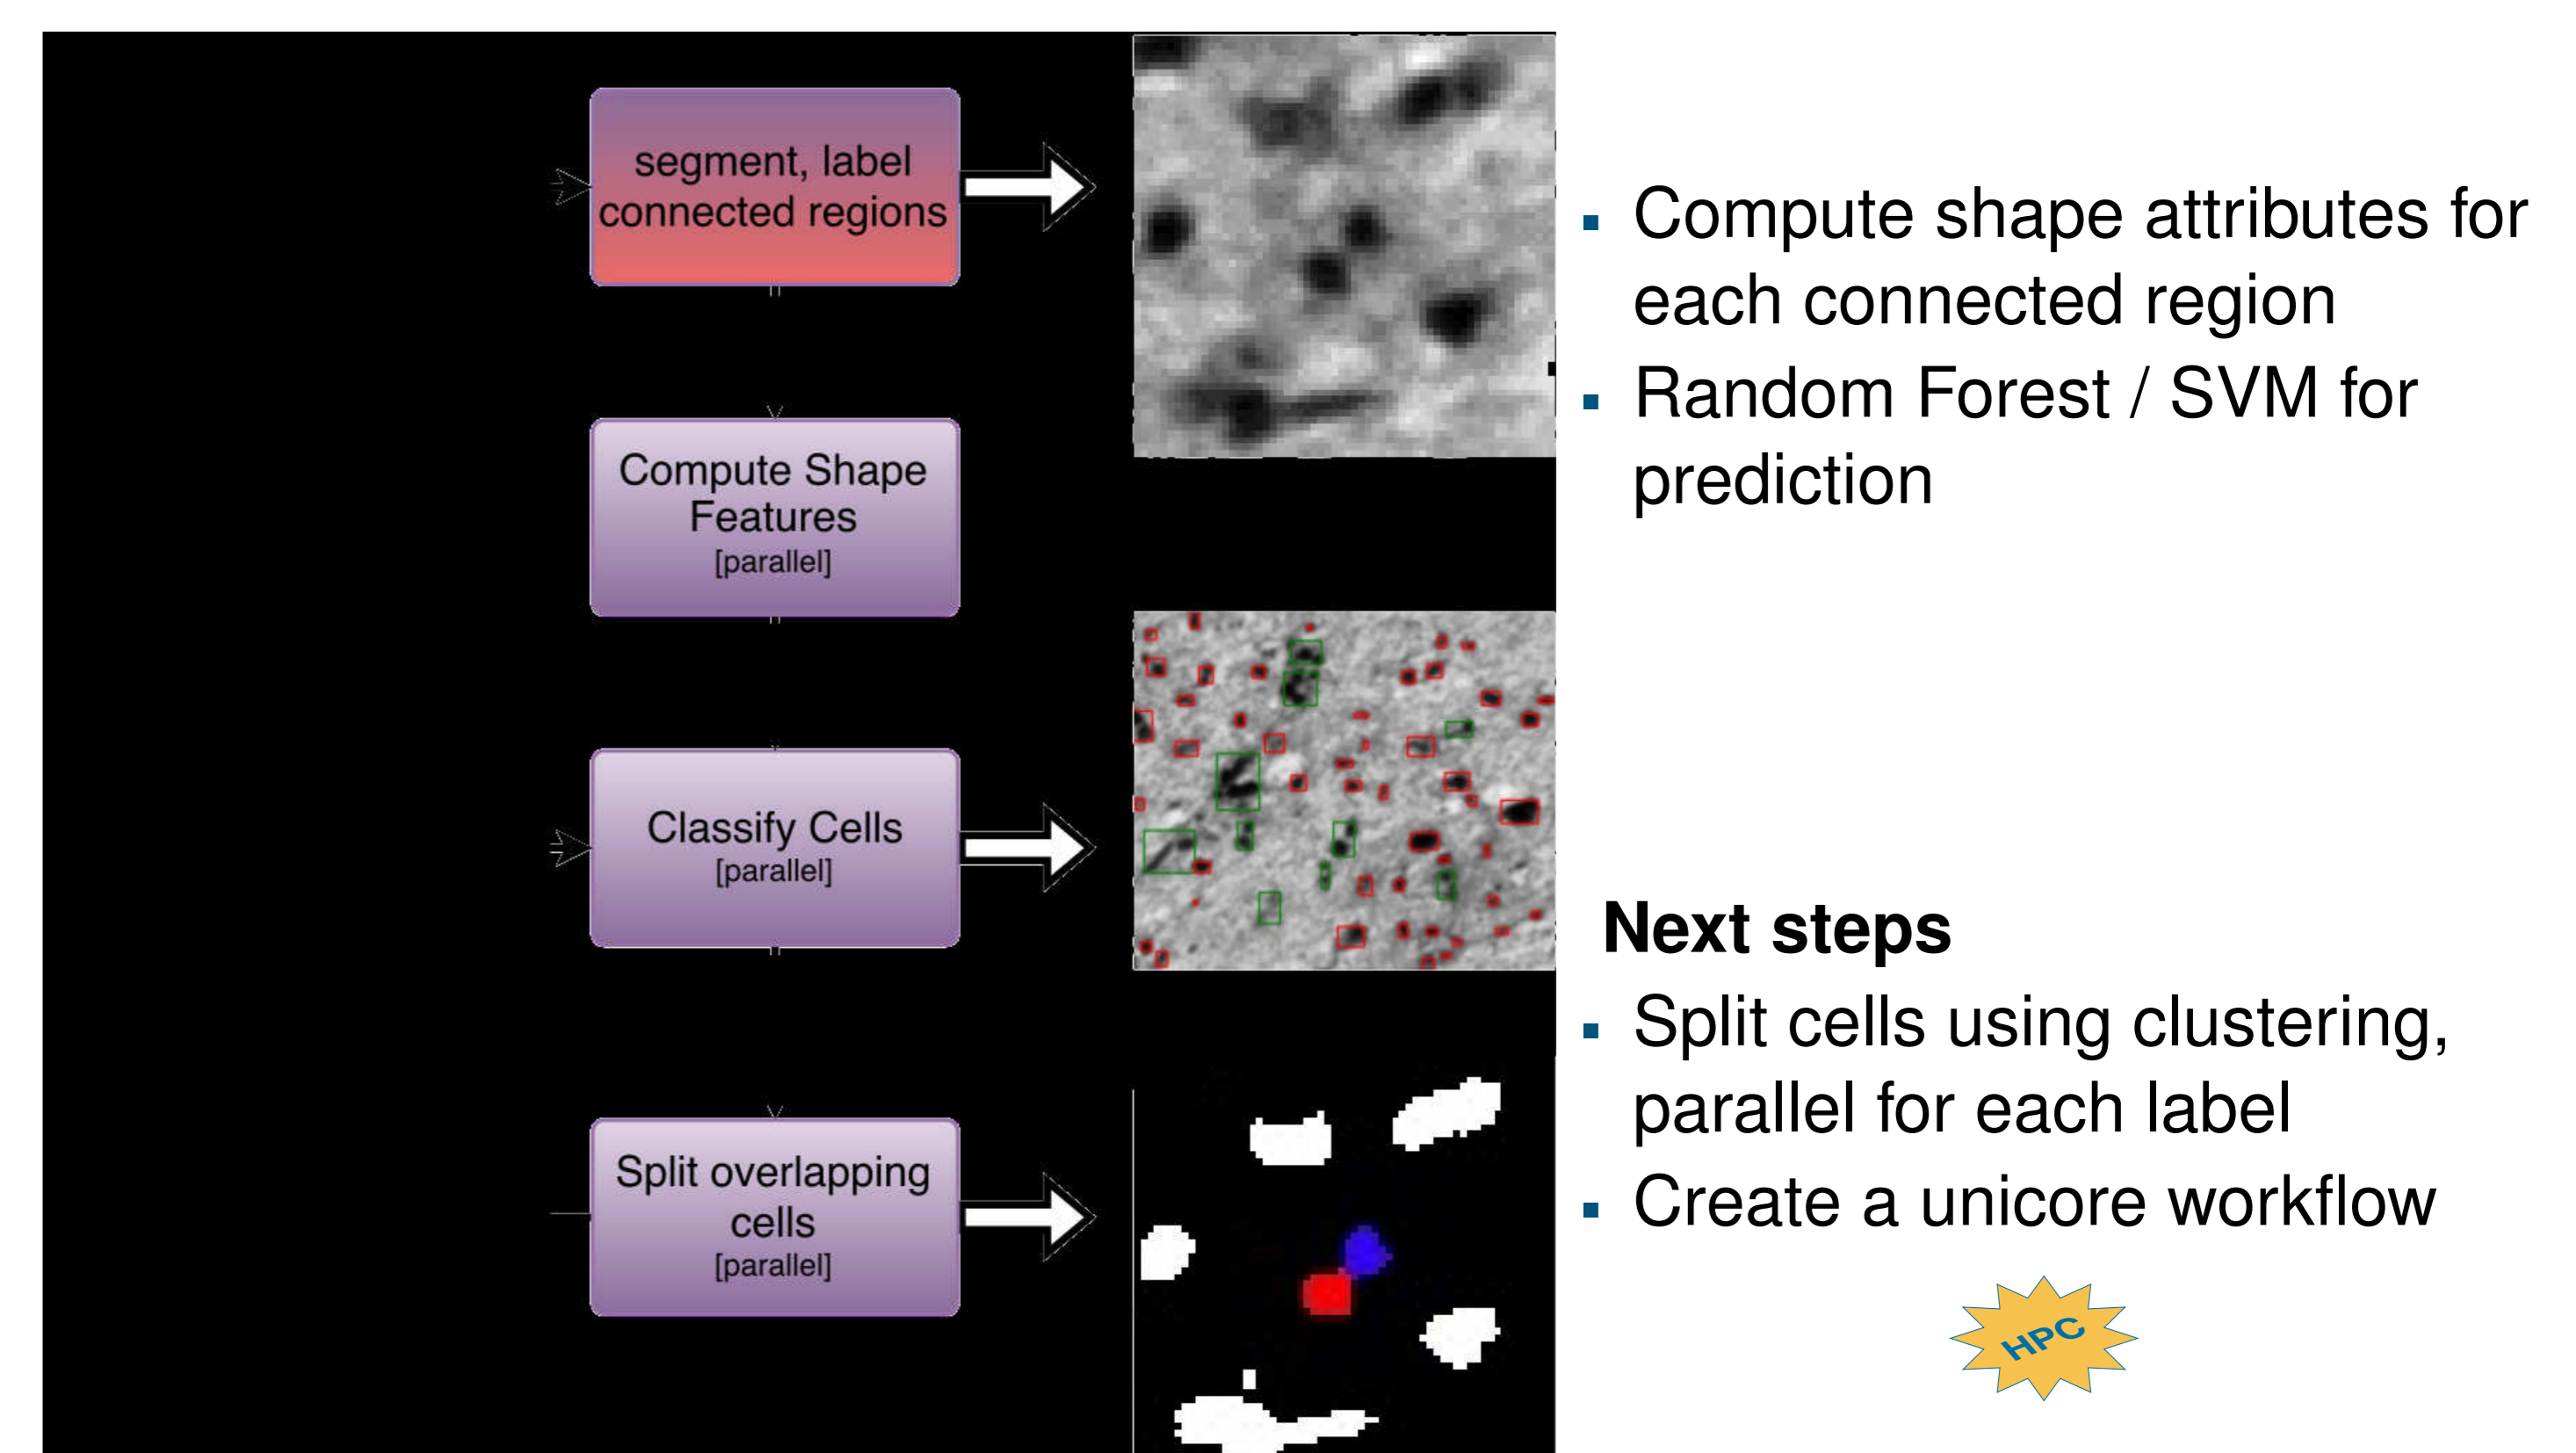 segment, label
connected regions
Compute Shape
Features
[parallel]
Classify Cells
[parallel]
Split overlapping
cells
[parallel]
▪ Compute shape attributes for
each connected region
▪ Random Forest / SVM for
prediction
Next steps
▪ Split cells using clustering,
parallel for each label
▪ Create a unicore workflow
HPC